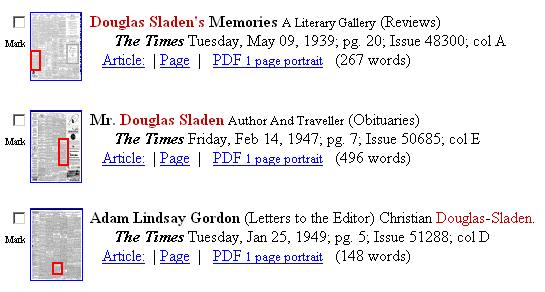 Douglas Sladen's Memories A Literary Gallery (Reviews)
The Times Tuesday, May 09, 1939; pg. 20; Issue 48300; col A
Mark
Article: | Page | PDF 1 page portrait (267 words)
Mr. Douglas Sladen Author And Traveller (Obituaries)
The Times Friday, Feb 14, 1947; pg. 7; Issue 50685; col E
Mark
Article: | Page | PDF 1 page portrait (496 words)
Adam Lindsay Gordon (Letters to the Editor) Christian Douglas-Sladen.
The Times Tuesday, Jan 25, 1949; pg. 5; Issue 51288; col D
Mark
Article: | Page | PDF 1 page portrait (148 words)